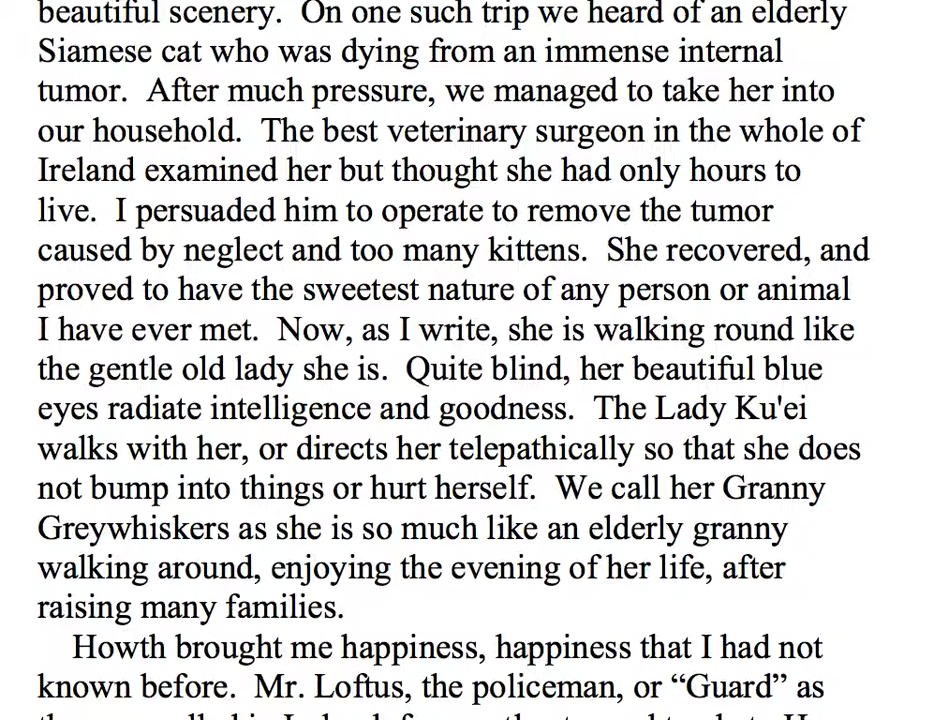 beautiful scenery.  On one such trip we heard of an elderly
Siamese cat who was dying from an immense internal
tumor.  After much pressure, we managed to take her into
our household.  The best veterinary surgeon in the whole of
Ireland examined her but thought she had only hours to
live.  I persuaded him to operate to remove the tumor
caused by neglect and too many kittens.  She recovered, and
proved to have the sweetest nature of any person or animal
I have ever met.  Now, as I write, she is walking round like
the gentle old lady she is.  Quite blind, her beautiful blue
eyes radiate intelligence and goodness.  The Lady Ku'ei
walks with her, or directs her telepathically so that she does
not bump into things or hurt herself.  We call her Granny
Greywhiskers as she is so much like an elderly granny
walking around, enjoying the evening of her life, after
raising many families.
Howth brought me happiness, happiness that I had not
known before.  Mr. Loftus, the policeman, or “Guard” as